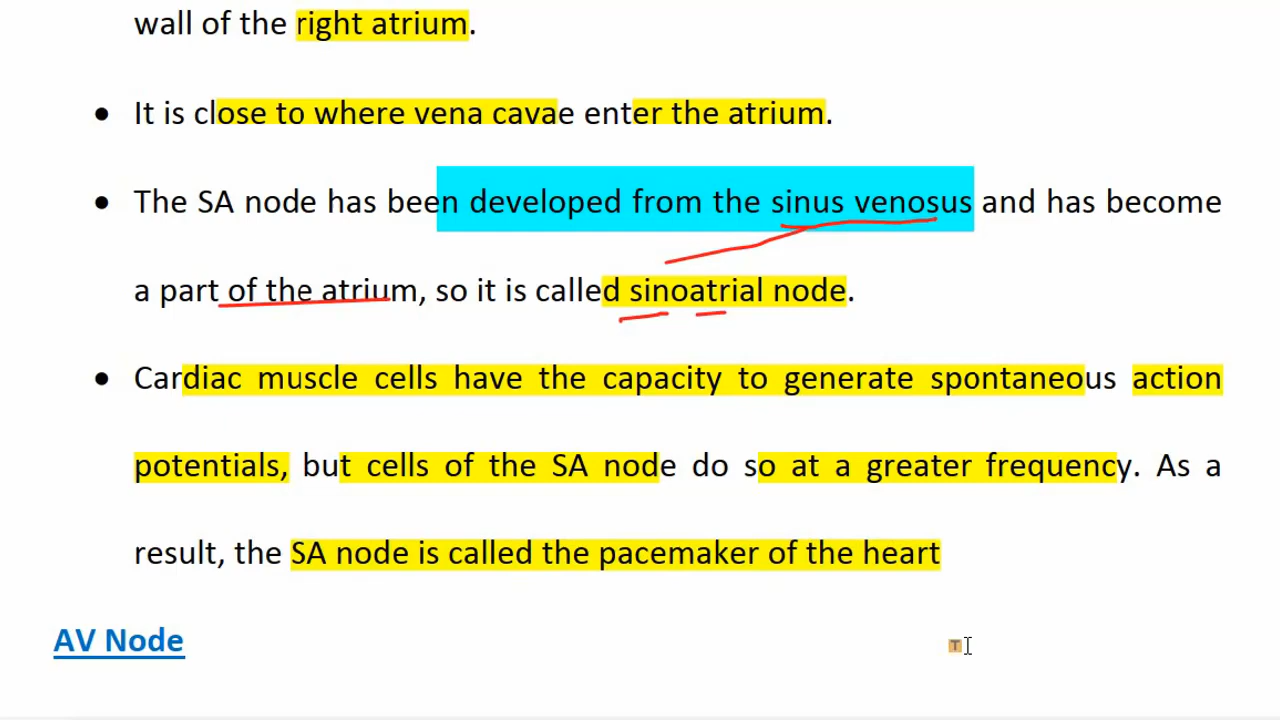 wall of the right atrium.
• It is close to where vena cavae enter the atrium.
• The SA node has been developed from the sinus venosus and has become
a part of the atrium, so it is called sinoatrial node.
• Cardiac muscle cells have the capacity to generate spontaneous action
potentials, but cells of the SA node do so at a greater frequency. As a
result, the SA node is called the pacemaker of the heart
AV Node
T